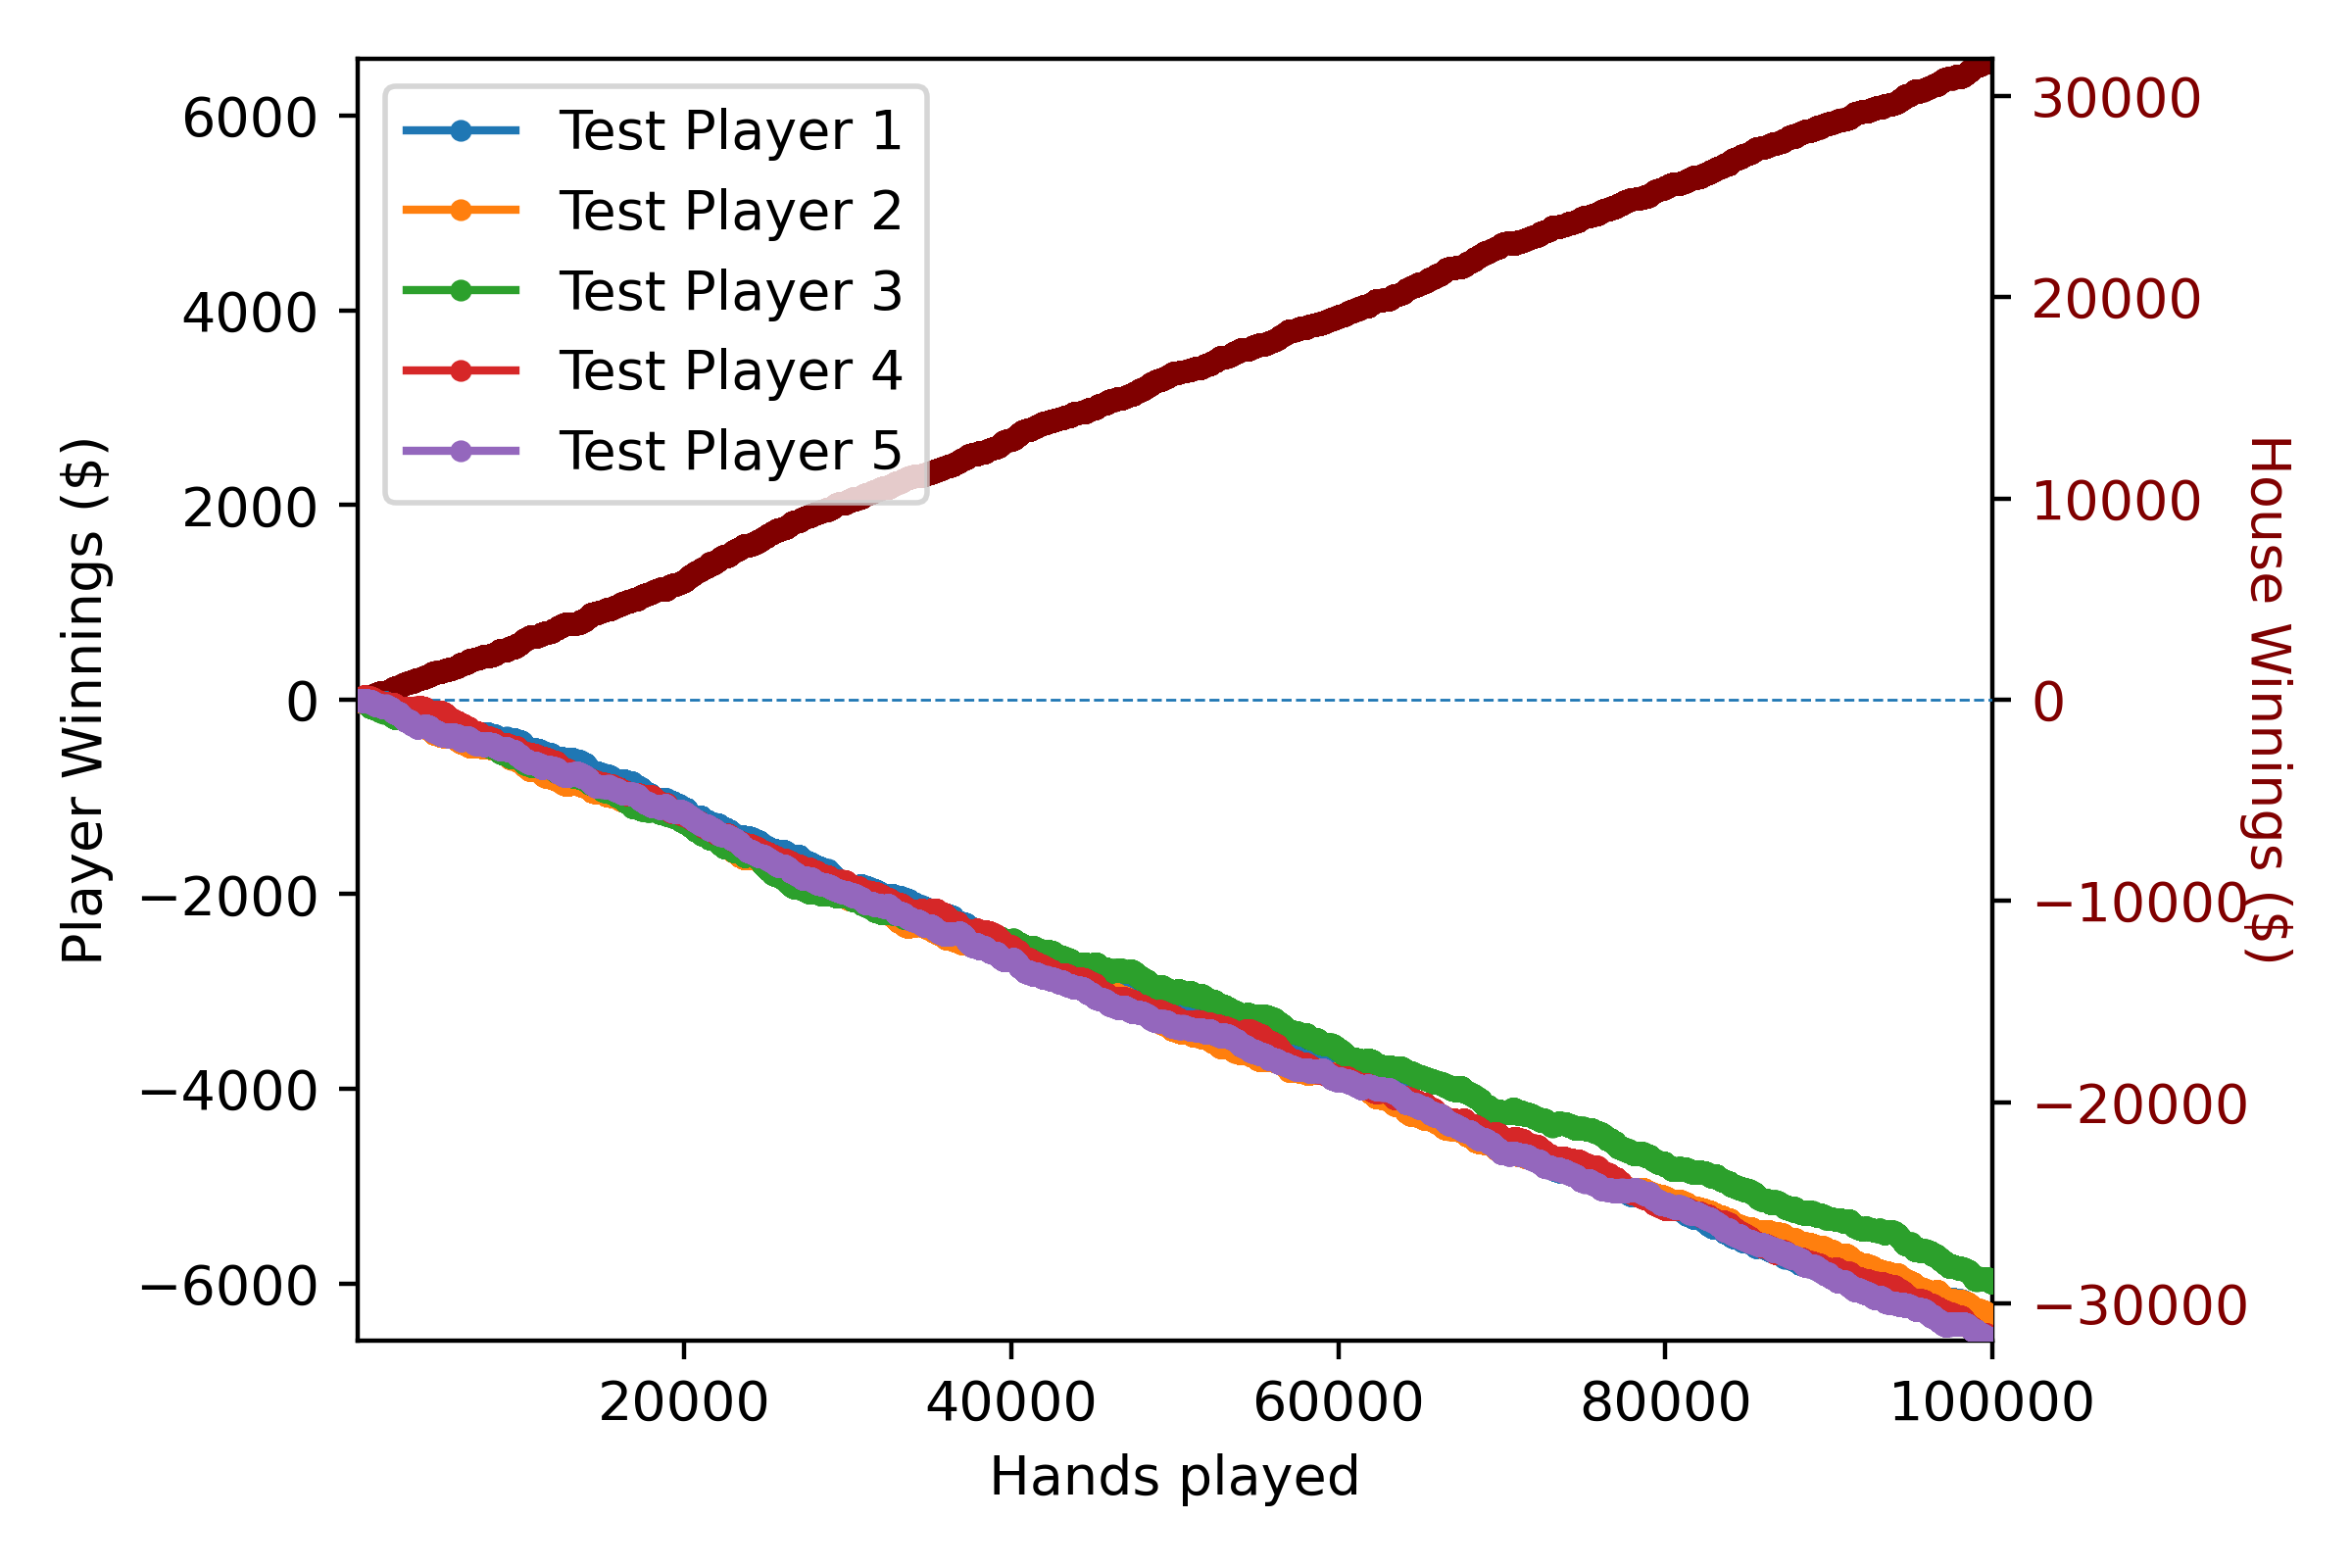 Test Player 1
Test Player 2
Test Player 3
Test Player 4
Test Player 5
Player Winnings ($)
6000
4000
2000
0
−2000
−4000
−6000
30000
20000
10000
0
−10000
−20000
−30000
House Winnings ($)
20000
40000
60000
80000
100000
Hands played